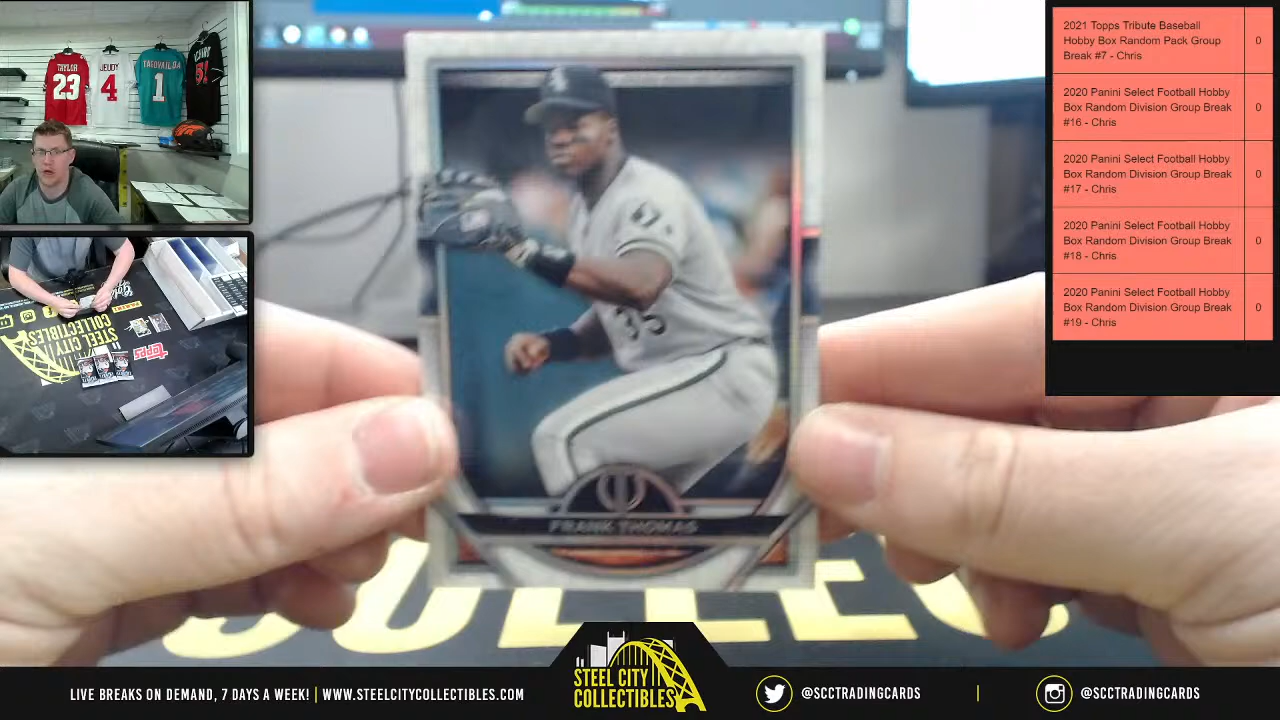 TAYLOR
23
JEUDY
4
TAGOVAILOA
1
51
STEEL CITY
COLLECTIBLES
topps
35
FRANK THOMAS
COLLEC
2021 Topps Tribute Baseball
Hobby Box Random Pack Group
Break #7 - Chris
0
2020 Panini Select Football Hobby
Box Random Division Group Break
#16 - Chris
0
2020 Panini Select Football Hobby
Box Random Division Group Break
#17 - Chris
0
2020 Panini Select Football Hobby
Box Random Division Group Break
#18 - Chris
0
2020 Panini Select Football Hobby
Box Random Division Group Break
#19 - Chris
0
LIVE BREAKS ON DEMAND, 7 DAYS A WEEK! | WWW.STEELCITYCOLLECTIBLES.COM
STEEL CITY
COLLECTIBLES
@SCCTRADINGCARDS | @SCCTRADINGCARDS